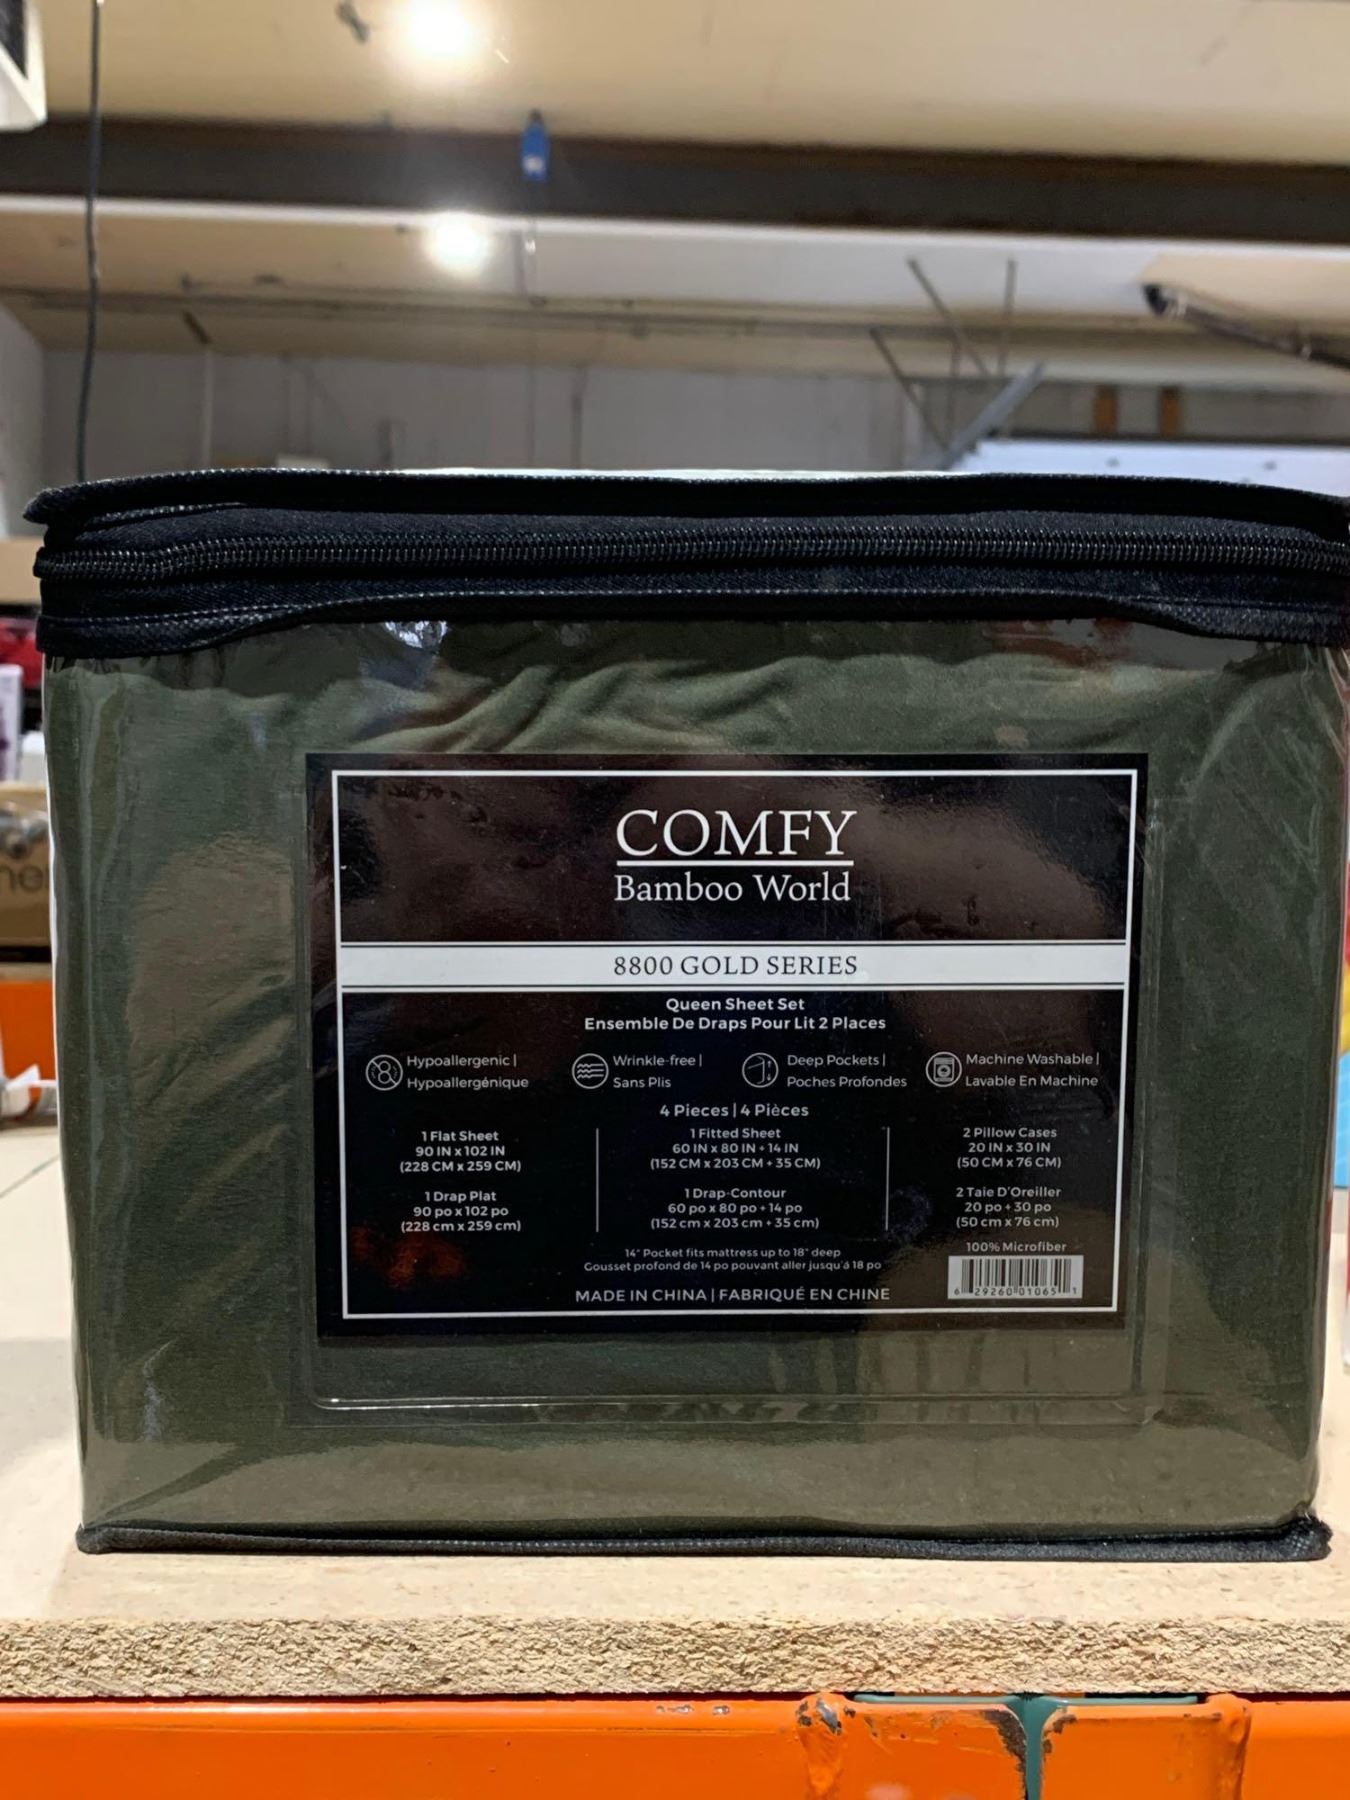 COMFY
Bamboo World
8800 GOLD SERIES
Queen Sheet Set
Ensemble De Draps Pour Lit 2 Places
Hypoallergenic |
Hypoallergénique
Wrinkle-free |
Sans Plis
Deep Pockets |
Poches Profondes
Machine Washable |
Lavable En Machine
4 Pieces | 4 Pièces
1 Flat Sheet
90 IN x 102 IN
(228 CM x 259 CM)
1 Drap Plat
90 po x 102 po
(228 cm x 259 cm)
1 Fitted Sheet
60 IN x 80 IN + 14 IN
(152 CM x 203 CM + 35 CM)
1 Drap-Contour
60 po x 80 po + 14 po
(152 cm x 203 cm + 35 cm)
2 Pillow Cases
20 IN x 30 IN
(50 CM x 76 CM)
2 Taie D'Oreiller
20 po + 30 po
(50 cm x 76 cm)
100% Microfiber
14" Pocket fits mattress up to 18" deep
Gousset profond de 14 po pouvant aller jusqu'á 18 po
MADE IN CHINA | FABRIQUÉ EN CHINE
6 29260 01065 1